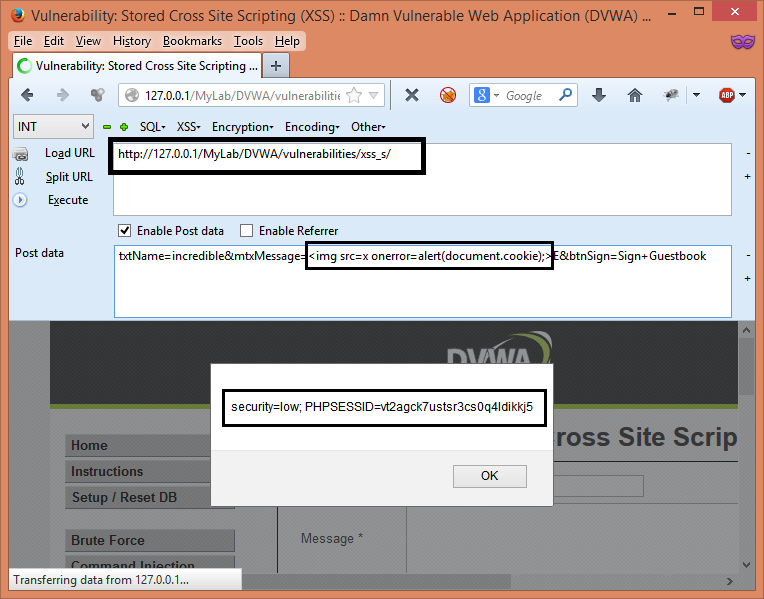 Vulnerability: Stored Cross Site Scripting (XSS) :: Damn Vulnerable Web Application (DVWA) ...
File Edit View History Bookmarks Tools Help
Vulnerability: Stored Cross Site Scripting ... +
127.0.0.1/MyLab/DVWA/vulnerabilitie 8 Google ABP
INT SQL XSS Encryption Encoding Other
Load URL http://127.0.0.1/MyLab/DVWA/vulnerabilities/xss_s/ -
Split URL +
Execute
Enable Post data Enable Referrer
Post data txtName=incredible&mtxMessage=<img src=x onerror=alert(document.cookie);>E&btnSign=Sign+Guestbook -
+
DVWA
security=low; PHPSESSID=vt2agck7ustsr3cs0q4ldikkj5
ross Site Scrip
Home
Instructions
OK
Setup / Reset DB
Brute Force
Message *
Command Injection
Transferring data from 127.0.0.1...